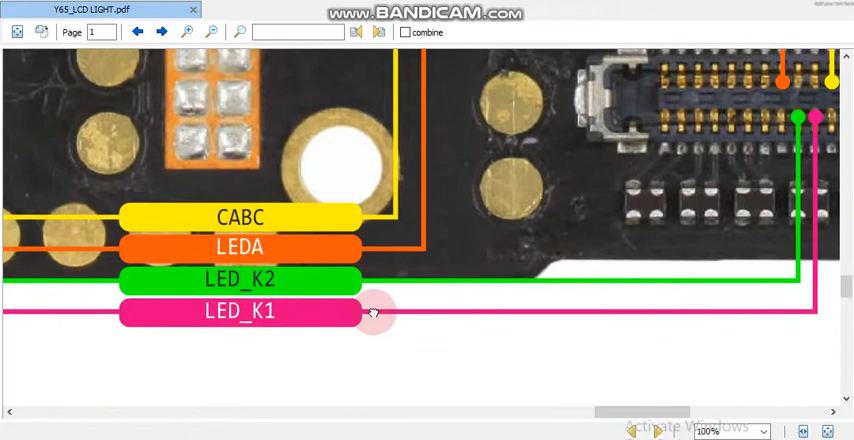 Y65_LCD LIGHT.pdf
www.BANDICAM.com
Page 1
combine
CABC
LEDA
LED_K2
LED_K1
Activate Windows
100%